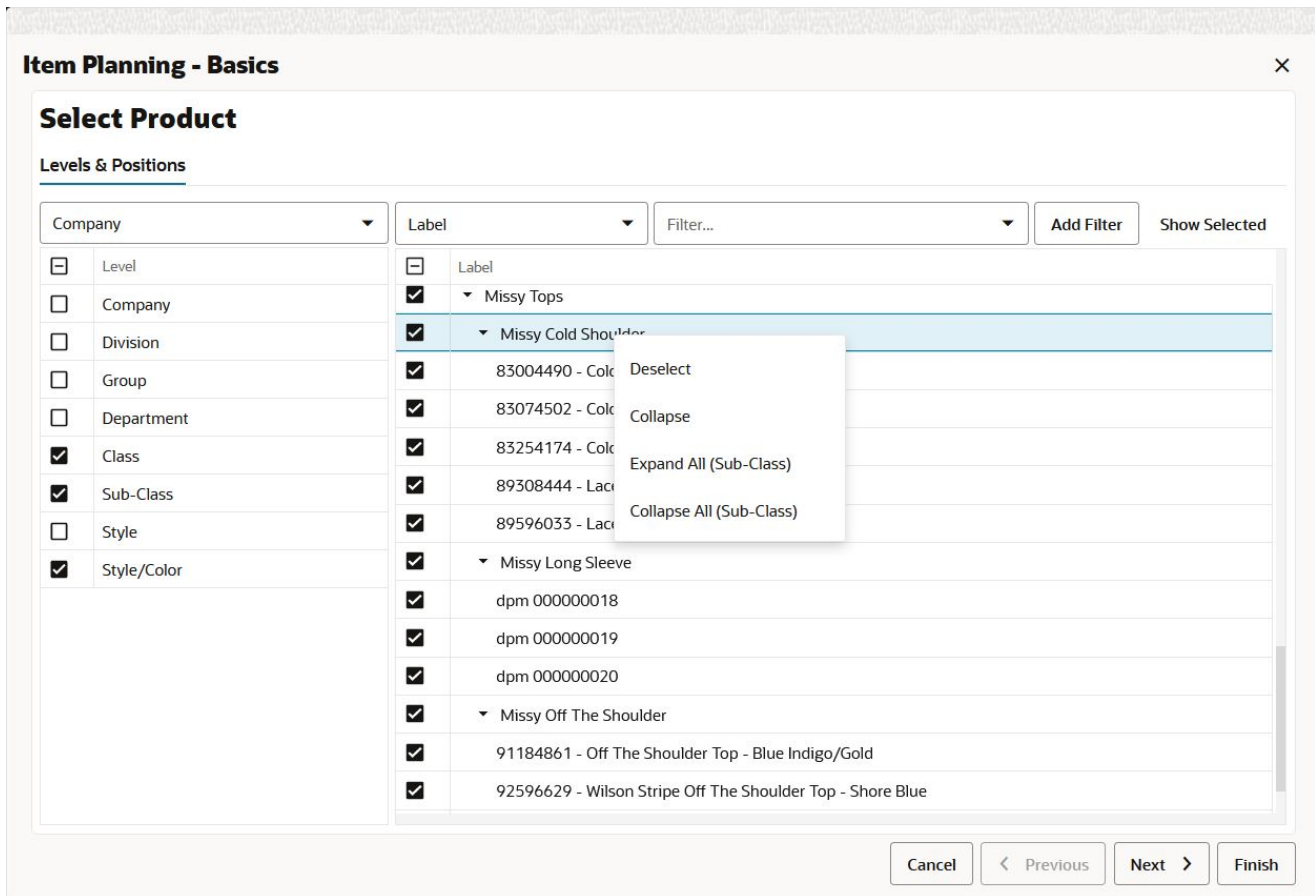 Item Planning - Basics
Select Product
Levels & Positions
Company
Label
Filter...
Add Filter
Show Selected
Level
Company
Division
Group
Department
Class
Sub-Class
Style
Style/Color
Label
Missy Tops
Missy Cold Shoulder
83004490 - Cold
83074502 - Cold
83254174 - Cold
89308444 - Lace
89596033 - Lace
Deselect
Collapse
Expand All (Sub-Class)
Collapse All (Sub-Class)
Missy Long Sleeve
dpm 000000018
dpm 000000019
dpm 000000020
Missy Off The Shoulder
91184861 - Off The Shoulder Top - Blue Indigo/Gold
92596629 - Wilson Stripe Off The Shoulder Top - Shore Blue
Cancel
Previous
Next
Finish